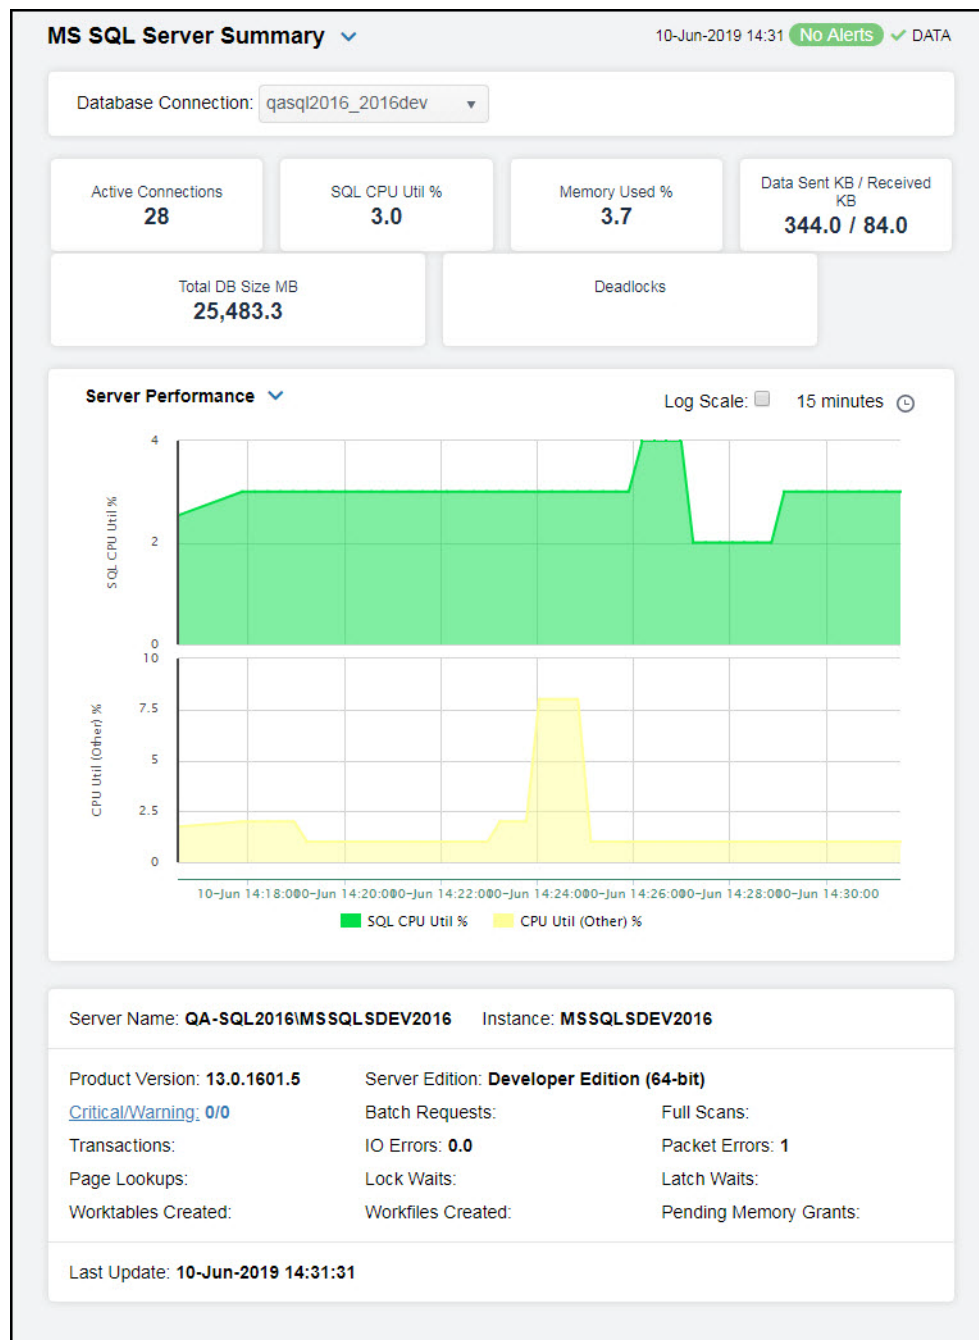 MS SQL Server Summary 10-Jun-2019 14:31 No Alerts DATA
Database Connection: qasql2016_2016dev
Active Connections
28
SQL CPU Util %
3.0
Memory Used %
3.7
Data Sent KB / Received
KB
344.0 / 84.0
Total DB Size MB
25,483.3
Deadlocks
Server Performance Log Scale: 15 minutes
4
2
0
SQL CPU Util %
10
7.5
5
2.5
0
CPU Util (Other) %
10-Jun 14:18:00 10-Jun 14:20:00 10-Jun 14:22:00 10-Jun 14:24:00 10-Jun 14:26:00 10-Jun 14:28:00 10-Jun 14:30:00
SQL CPU Util % CPU Util (Other) %
Server Name: QA-SQL2016\MSSQLSDEV2016 Instance: MSSQLSDEV2016
Product Version: 13.0.1601.5 Server Edition: Developer Edition (64-bit)
Critical/Warning: 0/0 Batch Requests: Full Scans:
Transactions: IO Errors: 0.0 Packet Errors: 1
Page Lookups: Lock Waits: Latch Waits:
Worktables Created: Workfiles Created: Pending Memory Grants:
Last Update: 10-Jun-2019 14:31:31